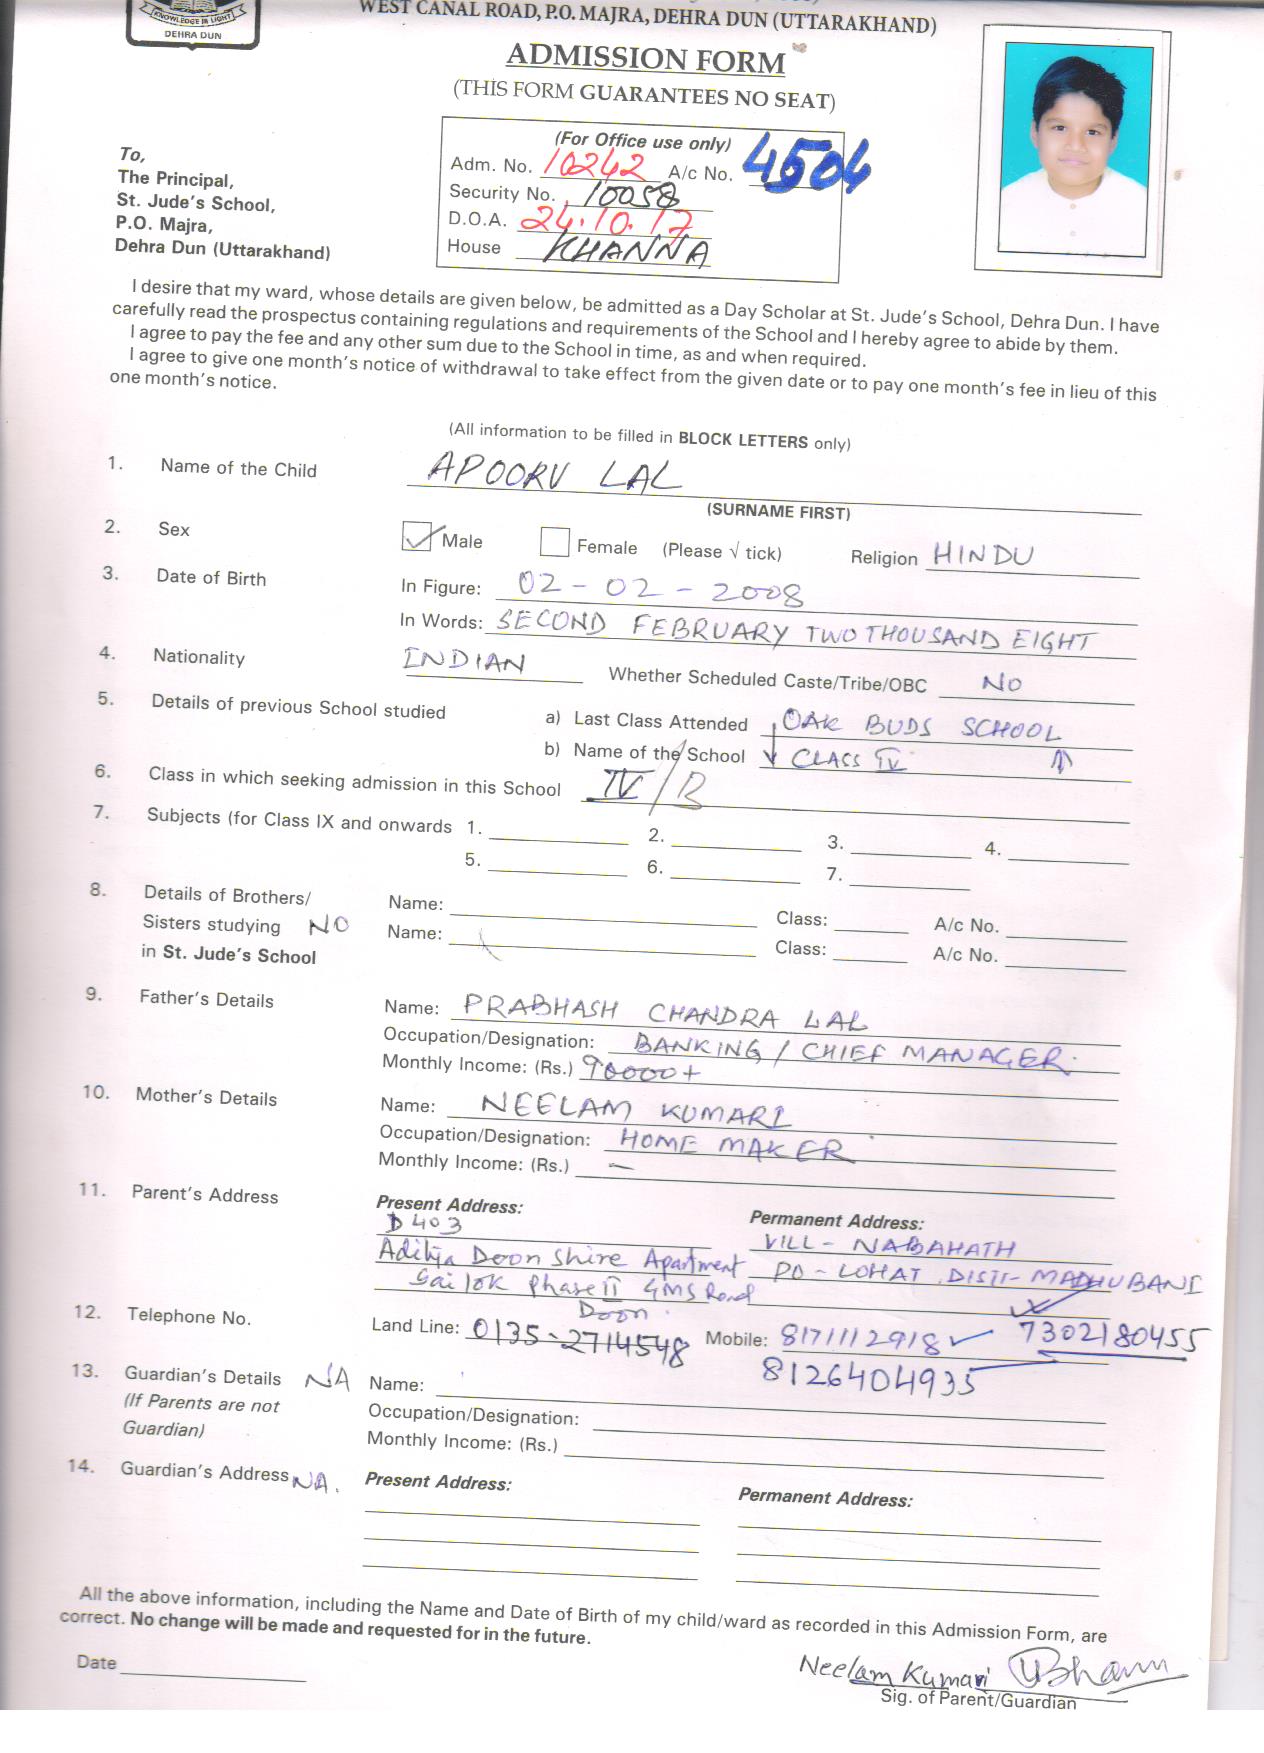 KNOWLEDGE IS LIGHT
DEHRA DUN
WEST CANAL ROAD, P.O. MAJRA, DEHRA DUN (UTTARAKHAND)
ADMISSION FORM
(THIS FORM GUARANTEES NO SEAT)
(For Office use only)
Adm. No. 10242 A/c No. 4504
Security No. 10058
D.O.A. 24.10.17
House KHANNA
To,
The Principal,
St. Jude's School,
P.O. Majra,
Dehra Dun (Uttarakhand)
I desire that my ward, whose details are given below, be admitted as a Day Scholar at St. Jude's School, Dehra Dun. I have
carefully read the prospectus containing regulations and requirements of the School and I hereby agree to abide by them.
I agree to pay the fee and any other sum due to the School in time, as and when required.
I agree to give one month's notice of withdrawal to take effect from the given date or to pay one month's fee in lieu of this
one month's notice.
(All information to be filled in BLOCK LETTERS only)
1. Name of the Child APOORV LAL
(SURNAME FIRST)
2. Sex Male Female (Please √ tick) Religion HINDU
3. Date of Birth In Figure: 02-02-2008
In Words: SECOND FEBRUARY TWO THOUSAND EIGHT
4. Nationality INDIAN Whether Scheduled Caste/Tribe/OBC NO
5. Details of previous School studied a) Last Class Attended OAK BUDS SCHOOL
b) Name of the School CLASS IV
6. Class in which seeking admission in this School IV/B
7. Subjects (for Class IX and onwards 1. 2. 3. 4.
5. 6. 7.
8. Details of Brothers/ Name: Class: A/c No.
Sisters studying NO Name: Class: A/c No.
in St. Jude's School
9. Father's Details Name: PRABHASH CHANDRA LAL
Occupation/Designation: BANKING / CHIEF MANAGER
Monthly Income: (Rs.) 90000+
10. Mother's Details Name: NEELAM KUMARI
Occupation/Designation: HOME MAKER
Monthly Income: (Rs.) —
11. Parent's Address Present Address: Permanent Address:
D 403 VILL - NABAHATH
Aditya Doon Shire Apartment PO - LOHAT DISTT- MADHUBANI
Sai lok Phase II GMS Road
Doon
12. Telephone No. Land Line: 0135-2714548 Mobile: 8171112918 7302180455
8126404935
13. Guardian's Details NA Name:
(If Parents are not Occupation/Designation:
Guardian) Monthly Income: (Rs.)
14. Guardian's Address NA. Present Address: Permanent Address:
All the above information, including the Name and Date of Birth of my child/ward as recorded in this Admission Form, are
correct. No change will be made and requested for in the future.
Date Neelam Kumari
Sig. of Parent/Guardian